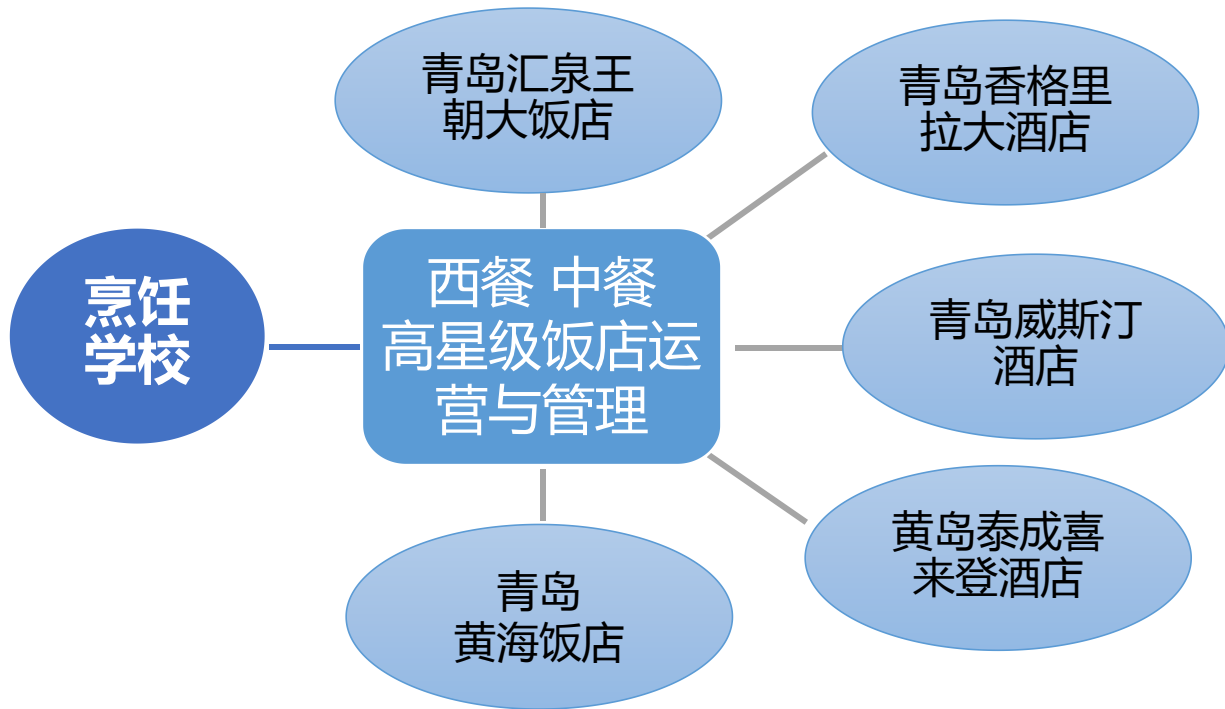 青岛汇泉王
朝大饭店
青岛香格里
拉大酒店
烹饪
学校
西餐 中餐
高星级饭店运
营与管理
青岛威斯汀
酒店
黄岛泰成喜
来登酒店
青岛
黄海饭店